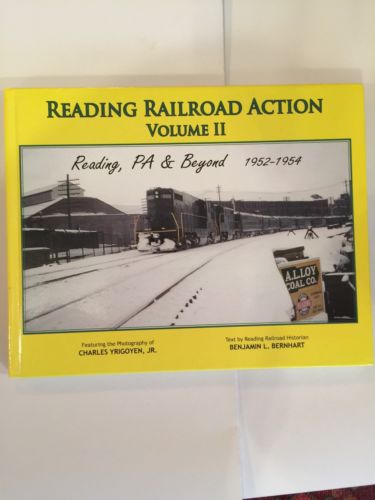 READING RAILROAD ACTION
VOLUME II
Reading, PA & Beyond 1952-1954
A.LLOY
COAL CO.
Featuring the Photography of
CHARLES YRIGOYEN, JR.
Text by Reading Railroad Historian
BENJAMIN L. BERNHART